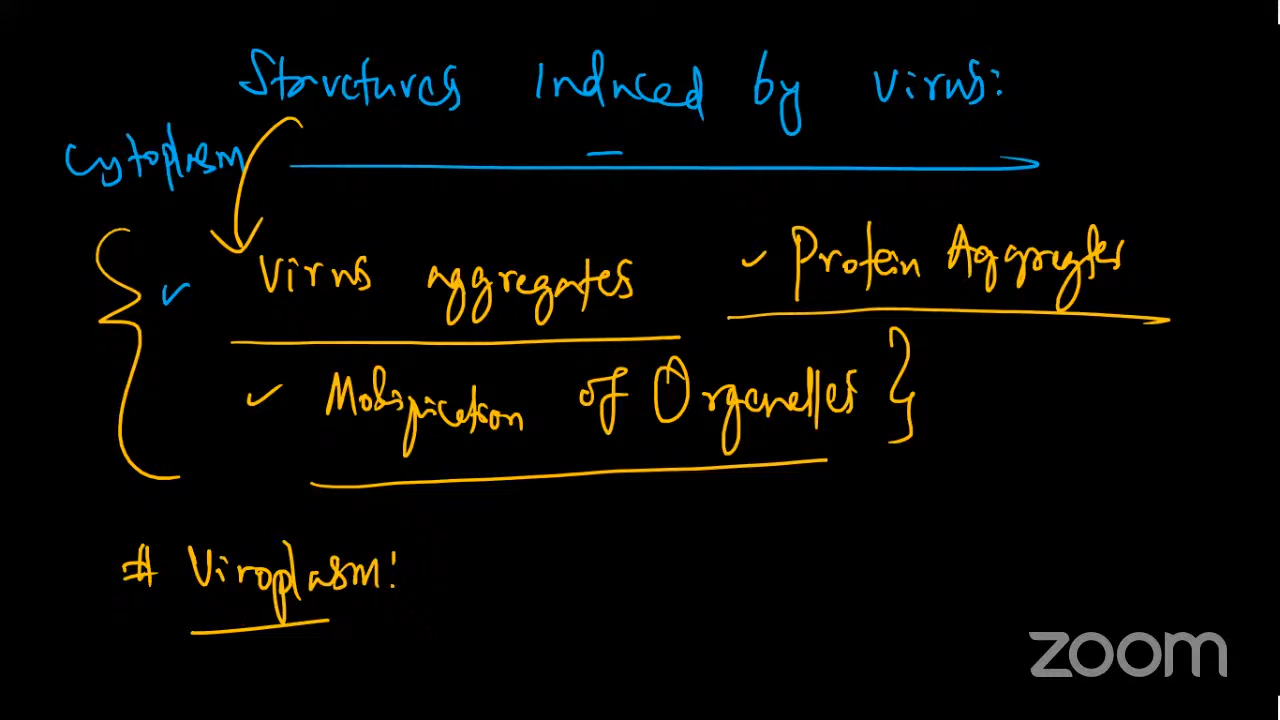 Structures Induced by Virus:
Cytoplasm
✓ Virus aggregates ✓ Protein Aggregates
✓ Modification of Organelles }
# Viroplasm:
zoom